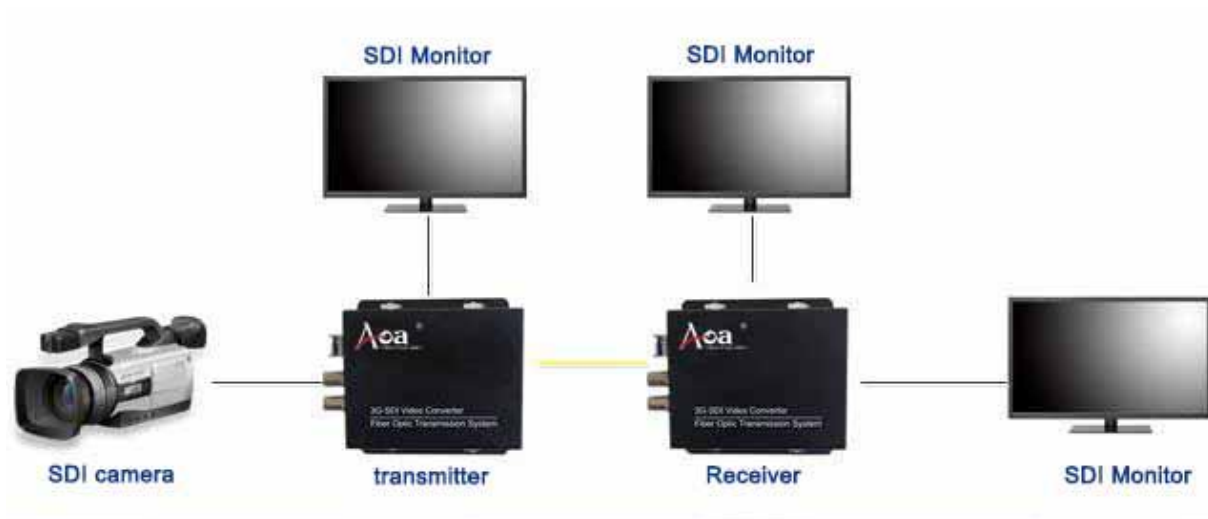 SDI Monitor
SDI Monitor
Aoa
3G-SDI Video Converter
Fiber Optic Transmission System
Aoa
3G-SDI Video Converter
Fiber Optic Transmission System
SDI camera
transmitter
Receiver
SDI Monitor